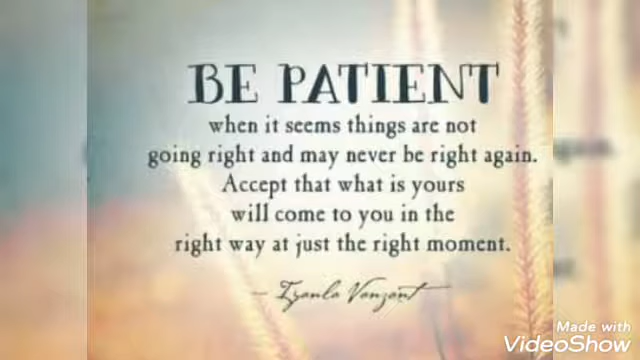 BE PATIENT
when it seems things are not
going right and may never be right again.
Accept that what is yours
will come to you in the
right way at just the right moment.
— Iyanla Vanzant
Made with
VideoShow